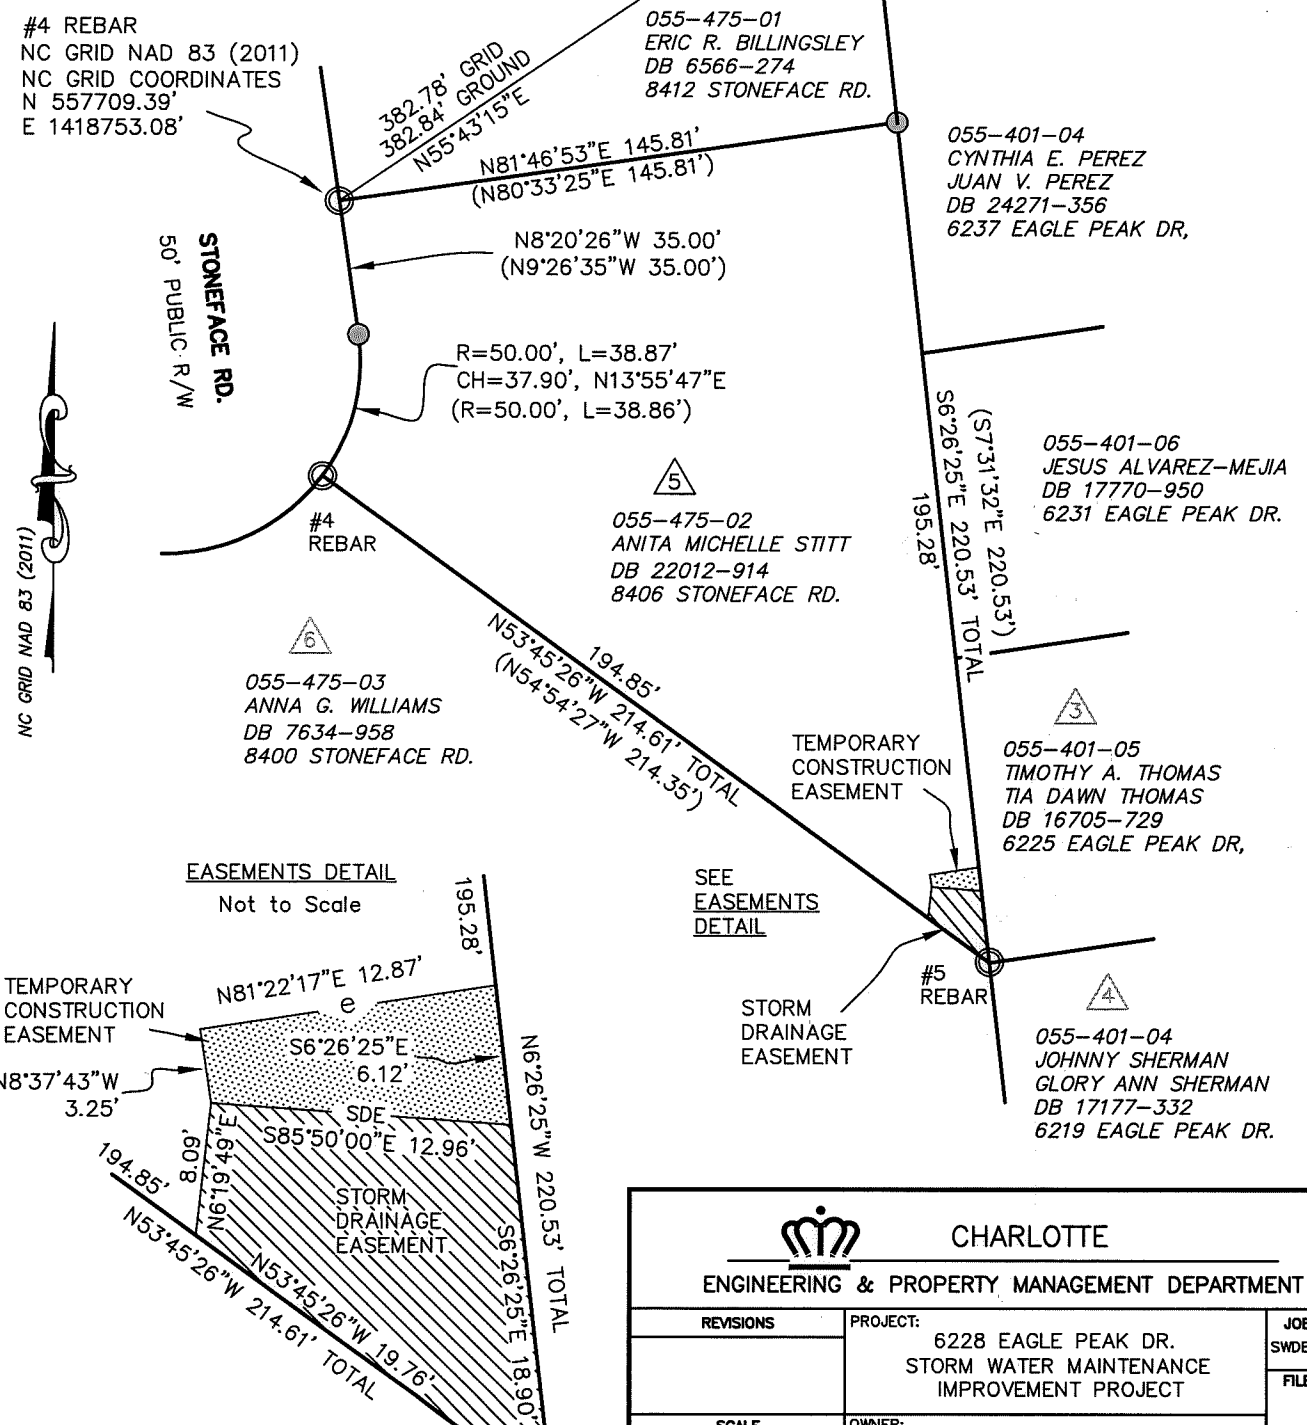 #4 REBAR
NC GRID NAD 83 (2011)
NC GRID COORDINATES
N 557709.39'
E 1418753.08'
382.78' GRID
382.84' GROUND
N55°43'15"E
055-475-01
ERIC R. BILLINGSLEY
DB 6566-274
8412 STONEFACE RD.
N81°46'53"E 145.81'
(N80°33'25"E 145.81')
055-401-04
CYNTHIA E. PEREZ
JUAN V. PEREZ
DB 24271-356
6237 EAGLE PEAK DR,
STONEFACE RD.
50' PUBLIC R/W
N8°20'26"W 35.00'
(N9°26'35"W 35.00')
R=50.00', L=38.87'
CH=37.90', N13°55'47"E
(R=50.00', L=38.86')
NC GRID NAD 83 (2011)
#4
REBAR
5
055-475-02
ANITA MICHELLE STITT
DB 22012-914
8406 STONEFACE RD.
(S7°31'32"E 220.53')
S6°26'25"E 220.53' TOTAL
195.28'
055-401-06
JESUS ALVAREZ-MEJIA
DB 17770-950
6231 EAGLE PEAK DR.
6
055-475-03
ANNA G. WILLIAMS
DB 7634-958
8400 STONEFACE RD.
194.85'
N53°45'26"W 214.61' TOTAL
(N54°54'27"W 214.35')
3
055-401-05
TIMOTHY A. THOMAS
TIA DAWN THOMAS
DB 16705-729
6225 EAGLE PEAK DR,
TEMPORARY
CONSTRUCTION
EASEMENT
SEE
EASEMENTS
DETAIL
STORM
DRAINAGE
EASEMENT
#5
REBAR
4
055-401-04
JOHNNY SHERMAN
GLORY ANN SHERMAN
DB 17177-332
6219 EAGLE PEAK DR.
EASEMENTS DETAIL
Not to Scale
195.28'
TEMPORARY
CONSTRUCTION
EASEMENT
N81°22'17"E 12.87'
e
S6°26'25"E
6.12'
N8°37'43"W
3.25'
SDE
S85°50'00"E 12.96'
8.09'
N6°19'49"E
194.85'
STORM
DRAINAGE
EASEMENT
N6°26'25"W 220.53' TOTAL
S6°26'25"E 18.90'
N53°45'26"W 19.76'
N53°45'26"W 214.61' TOTAL
CHARLOTTE
ENGINEERING & PROPERTY MANAGEMENT DEPARTMENT
REVISIONS
PROJECT:
6228 EAGLE PEAK DR.
STORM WATER MAINTENANCE
IMPROVEMENT PROJECT
JOB
SWDE
FILE
SCALE
OWNER: